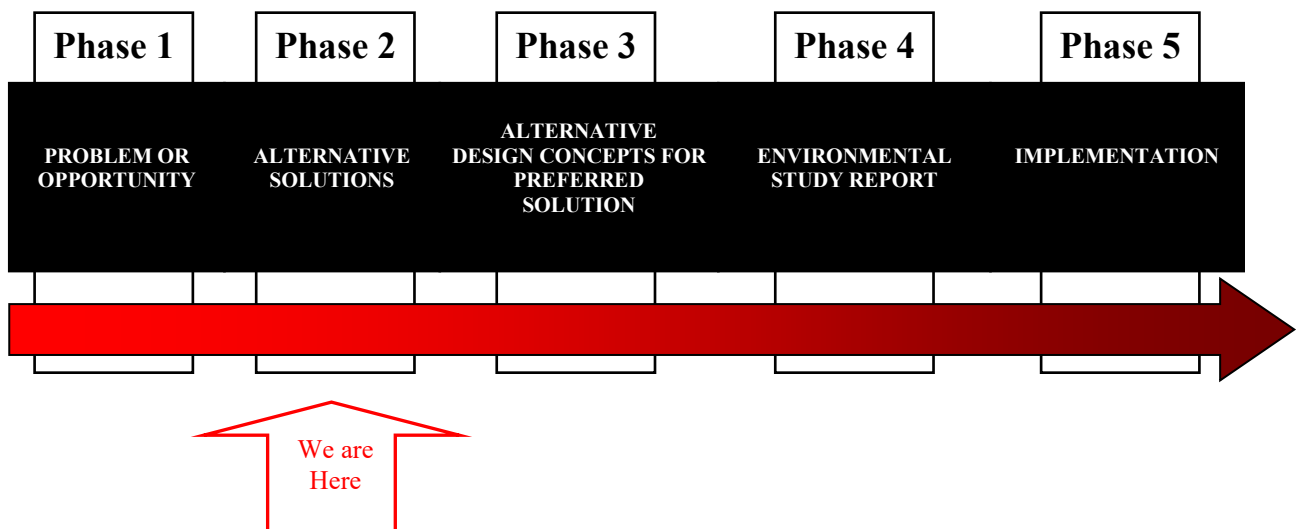 Phase 1
Phase 2
Phase 3
Phase 4
Phase 5
PROBLEM OR
OPPORTUNITY
ALTERNATIVE
SOLUTIONS
ALTERNATIVE
DESIGN CONCEPTS FOR
PREFERRED
SOLUTION
ENVIRONMENTAL
STUDY REPORT
IMPLEMENTATION
We are
Here